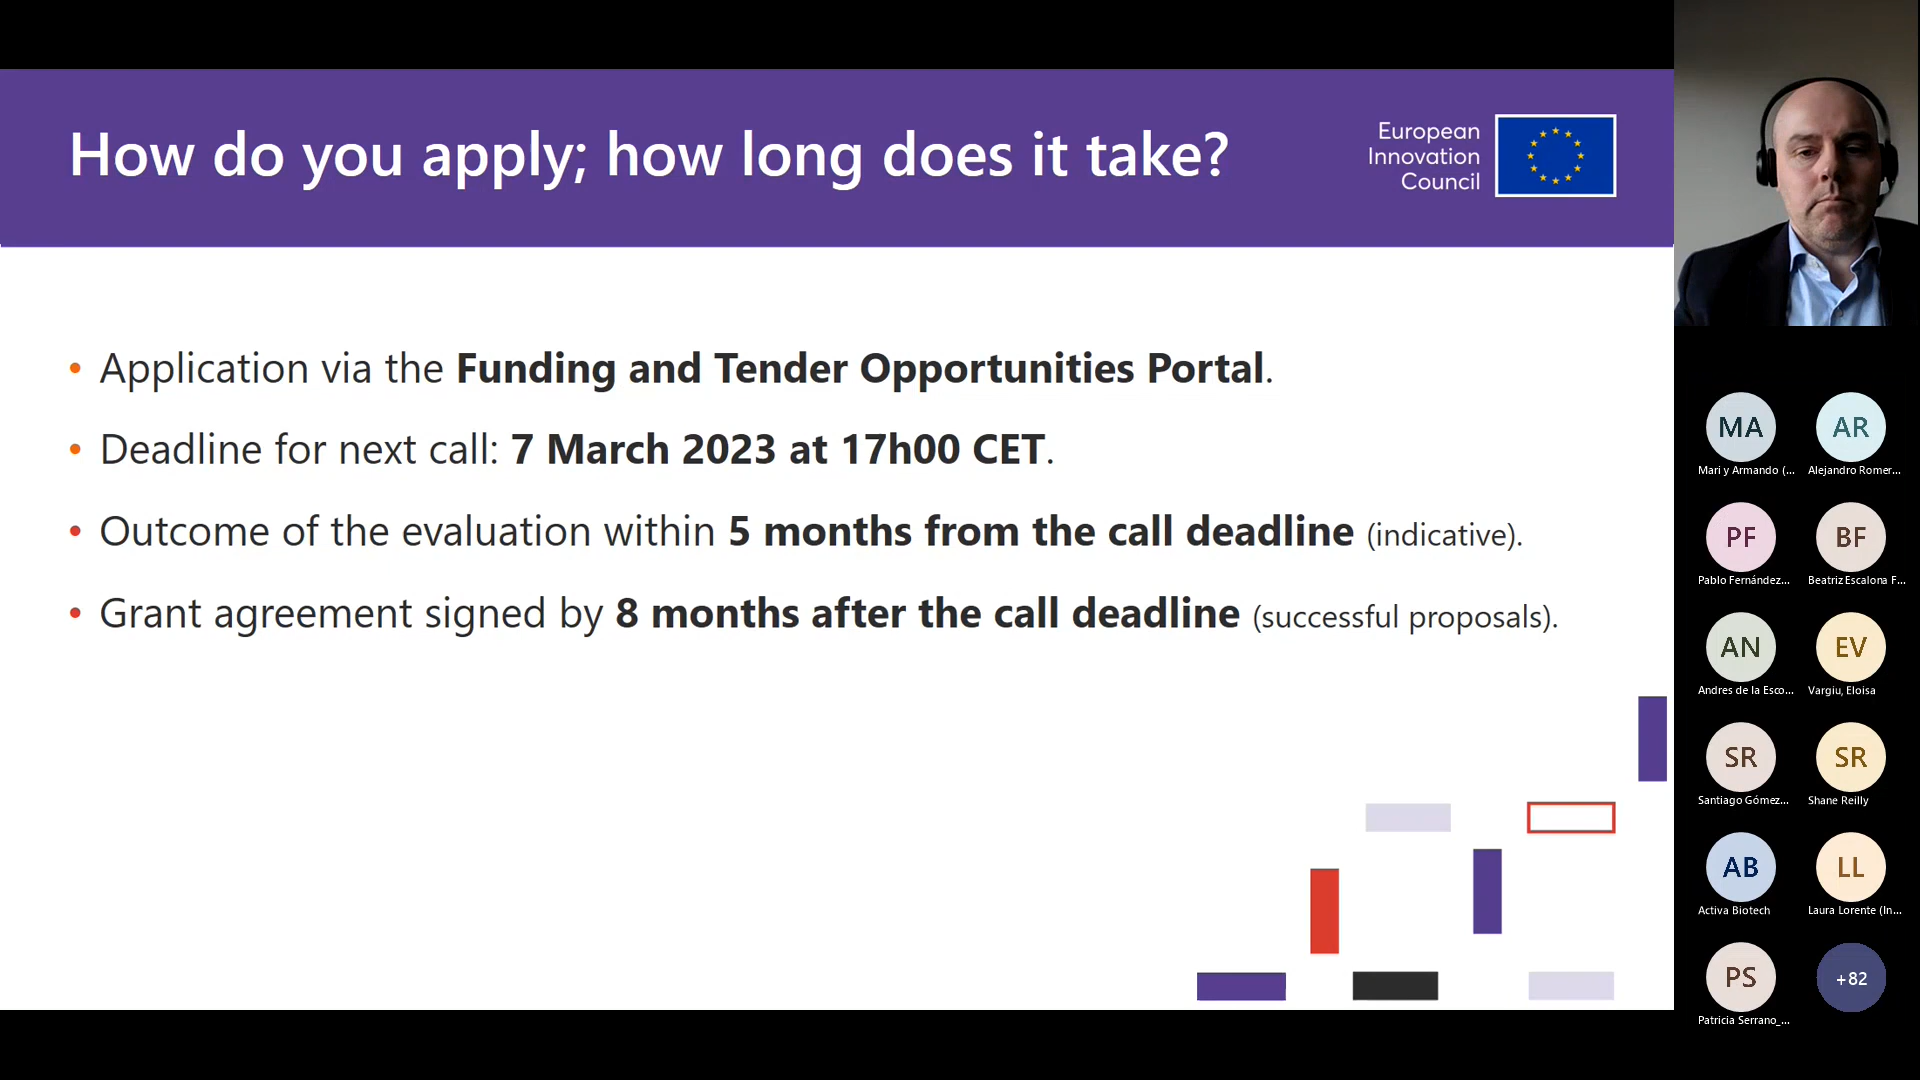 How do you apply; how long does it take?
European
Innovation
Council
• Application via the Funding and Tender Opportunities Portal.
• Deadline for next call: 7 March 2023 at 17h00 CET.
• Outcome of the evaluation within 5 months from the call deadline (indicative).
• Grant agreement signed by 8 months after the call deadline (successful proposals).
MA
Mari y Armando (...
AR
Alejandro Romer...
PF
Pablo Fernández...
BF
Beatriz Escalona F...
AN
Andres de la Esco...
EV
Vargiu, Eloisa
SR
Santiago Gómez...
SR
Shane Reilly
AB
Activa Biotech
LL
Laura Lorente (In...
PS
Patricia Serrano_...
+82